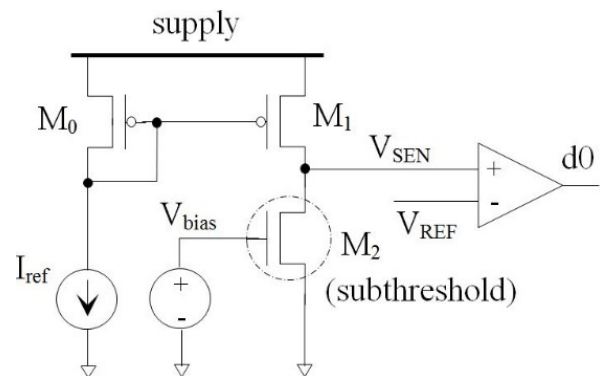 supply
M0
M1
VSEN
d0
+
-
VREF
Vbias
M2
(subthreshold)
Iref
+
-